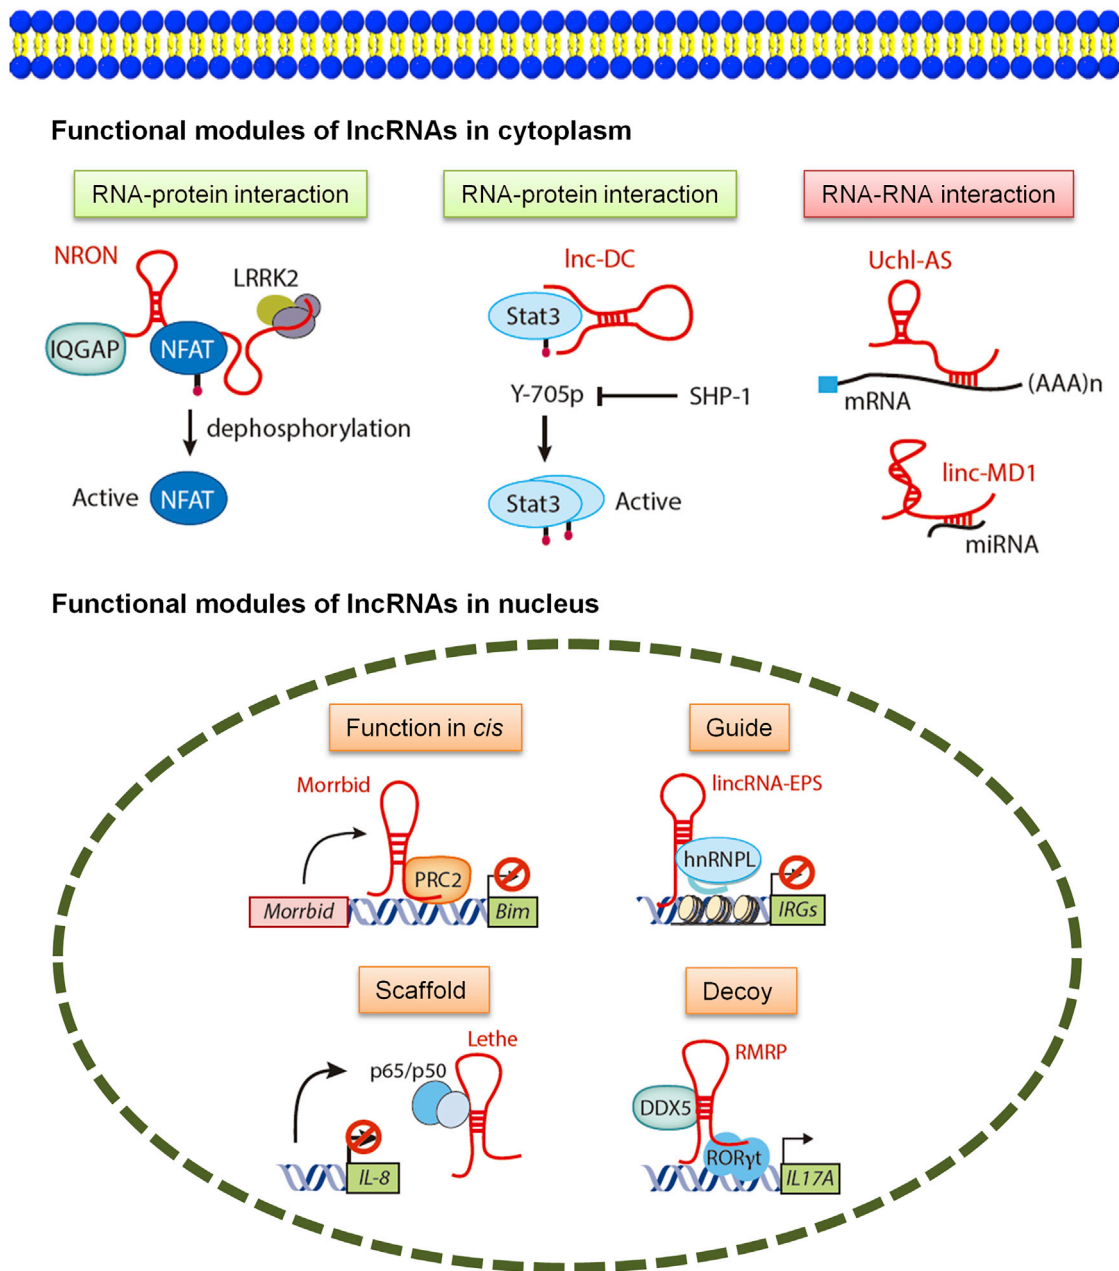 Functional modules of lncRNAs in cytoplasm
RNA-protein interaction
NRON
LRRK2
IQGAP
NFAT
dephosphorylation
Active
NFAT
RNA-protein interaction
lnc-DC
Stat3
Y-705p
SHP-1
Stat3
Active
RNA-RNA interaction
Uchl-AS
mRNA
(AAA)n
linc-MD1
miRNA
Functional modules of lncRNAs in nucleus
Function in cis
Morrbid
PRC2
Morrbid
Bim
Guide
lincRNA-EPS
hnRNPL
IRGs
Scaffold
Lethe
p65/p50
IL-8
Decoy
RMRP
DDX5
RORγt
IL17A